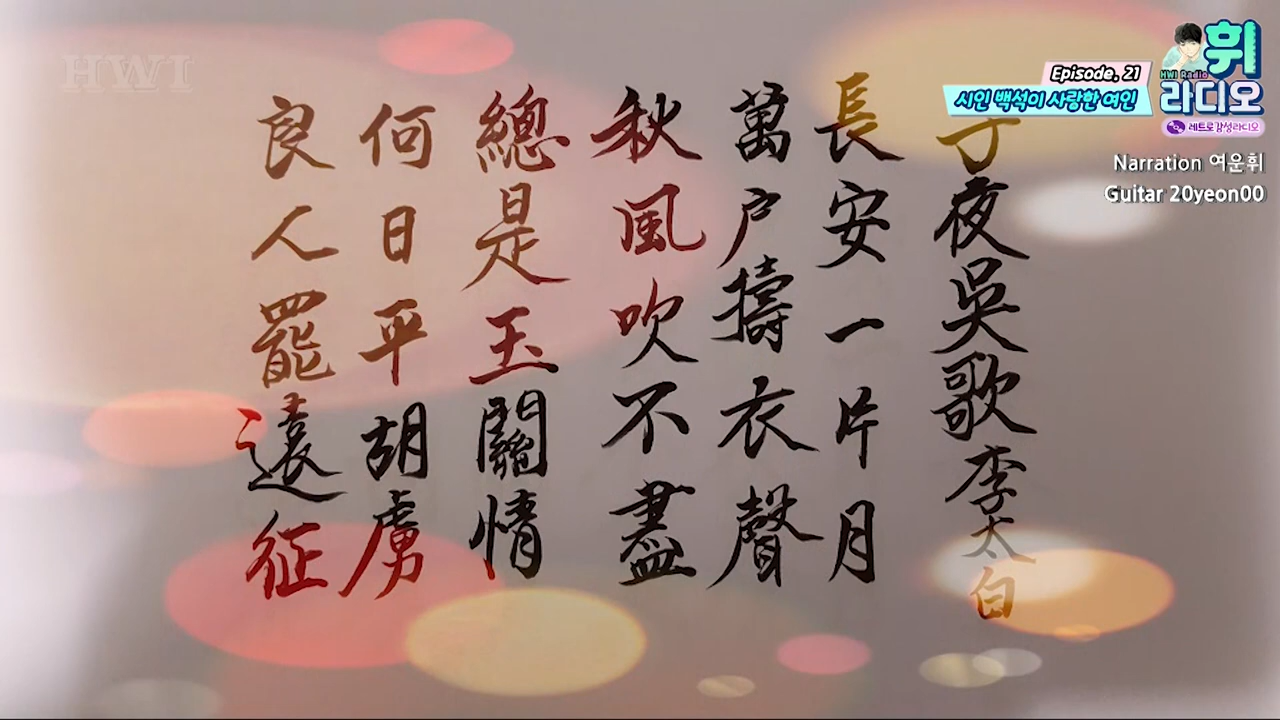 HWI
Episode. 21
시인 백석이 사랑한 여인
휘
HWI Radio
라디오
레트로감성라디오
Narration 여운휘
Guitar 20yeon00
子夜吳歌 李太白
長安一片月
萬户擣衣聲
秋風吹不盡
總是玉關情
何日平胡虜
良人罷遠征